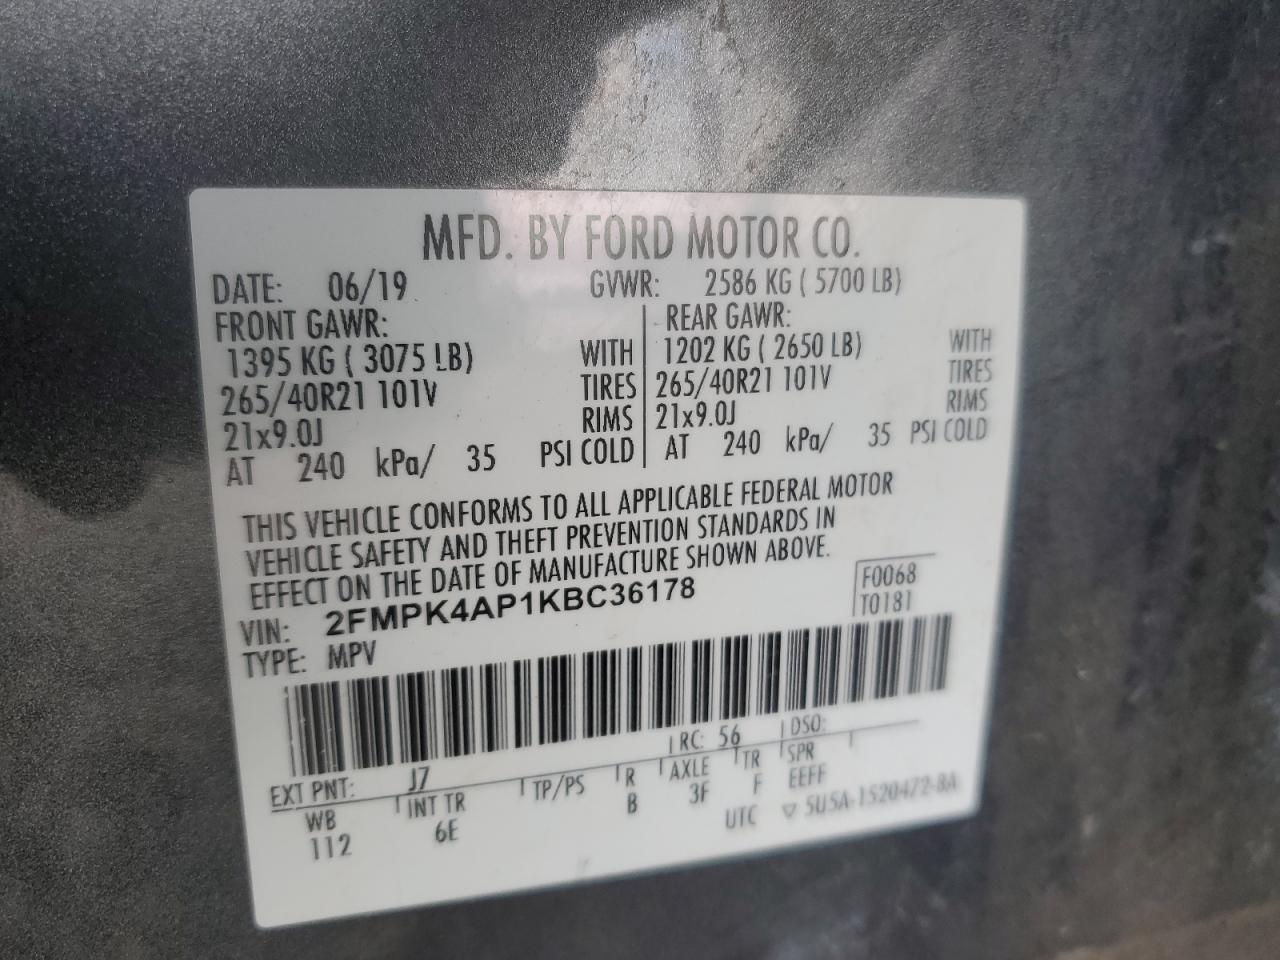 MFD. BY FORD MOTOR CO.
DATE: 06/19 GVWR: 2586 KG ( 5700 LB)
FRONT GAWR: REAR GAWR:
1395 KG ( 3075 LB) WITH 1202 KG ( 2650 LB) WITH
265/40R21 101V TIRES 265/40R21 101V TIRES
21x9.0J RIMS 21x9.0J RIMS
AT 240 kPa/ 35 PSI COLD AT 240 kPa/ 35 PSI COLD
THIS VEHICLE CONFORMS TO ALL APPLICABLE FEDERAL MOTOR
VEHICLE SAFETY AND THEFT PREVENTION STANDARDS IN
EFFECT ON THE DATE OF MANUFACTURE SHOWN ABOVE.
VIN: 2FMPK4AP1KBC36178 F0068
TYPE: MPV T0181
EXT PNT: J7 RC: 56 DSO:
WB INT TR TP/PS R AXLE TR SPR
112 6E B 3F F EEFF
UTC ▽ 5U5A-1520472-8A